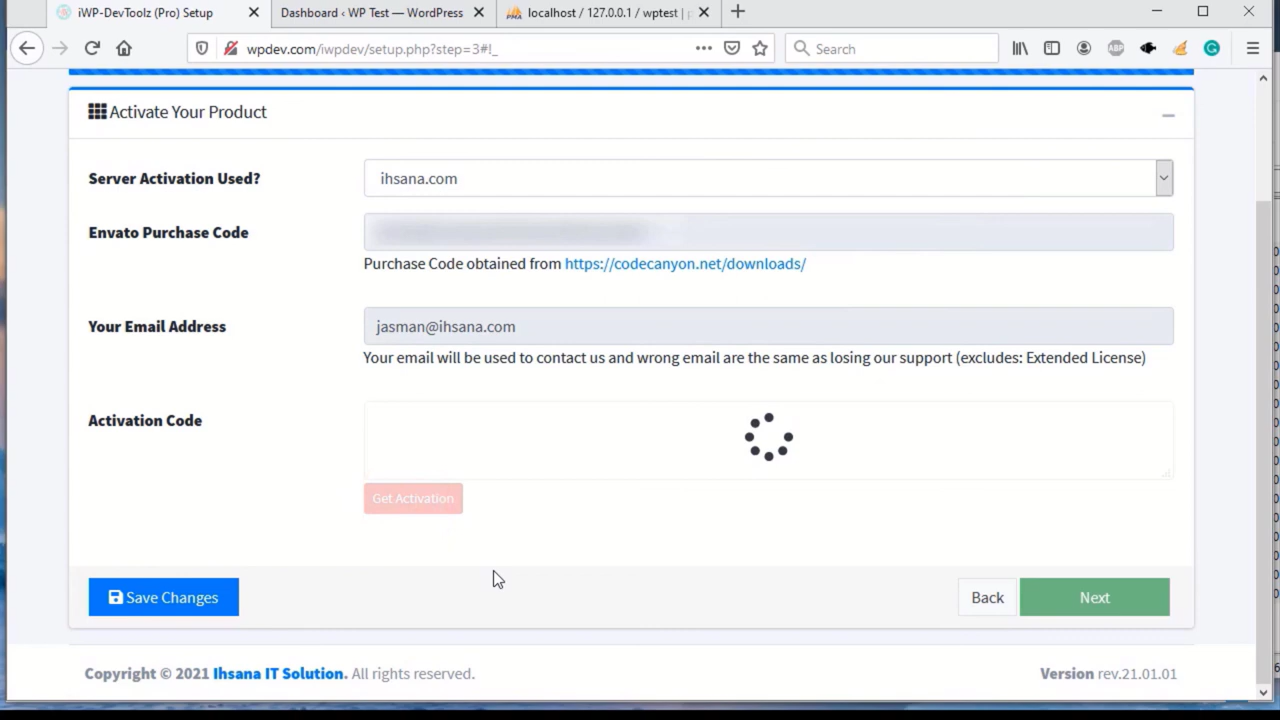 iWP-DevToolz (Pro) Setup
Dashboard ‹ WP Test — WordPress
localhost / 127.0.0.1 / wptest |
wpdev.com/iwpdev/setup.php?step=3#!_
Search
ABP
Activate Your Product
Server Activation Used?
ihsana.com
Envato Purchase Code
Purchase Code obtained from https://codecanyon.net/downloads/
Your Email Address
jasman@ihsana.com
Your email will be used to contact us and wrong email are the same as losing our support (excludes: Extended License)
Activation Code
Get Activation
Save Changes
Back
Next
Copyright © 2021 Ihsana IT Solution. All rights reserved.
Version rev.21.01.01